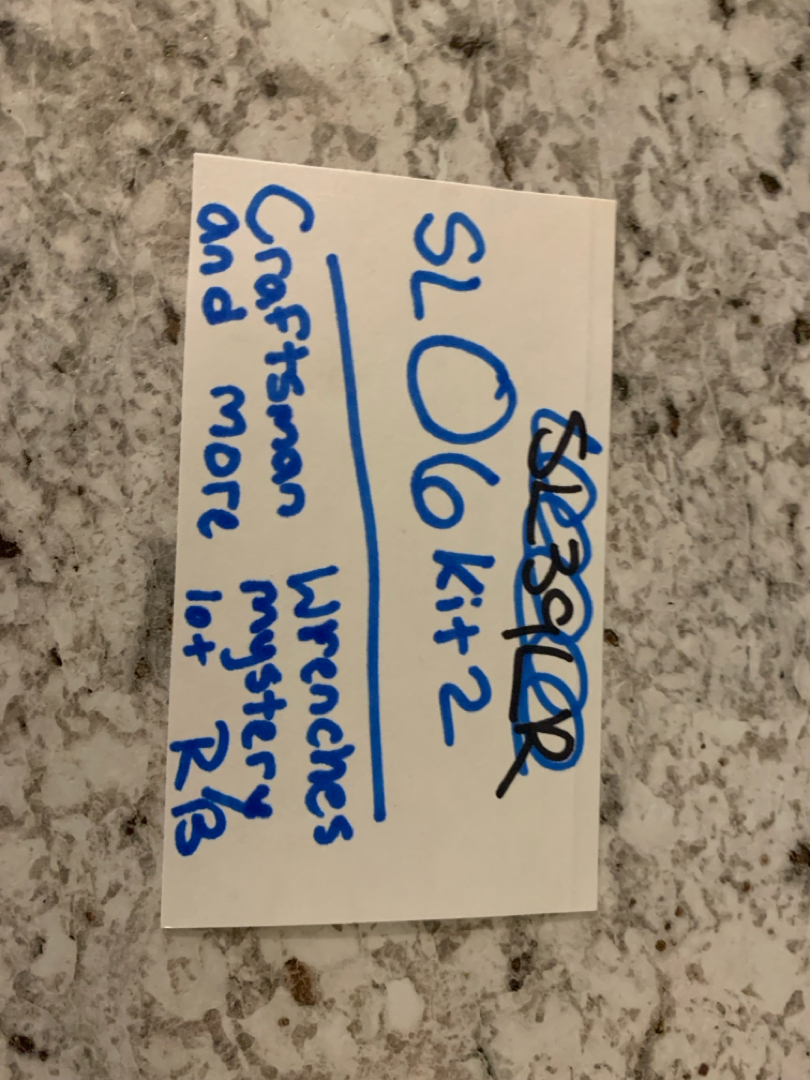 SL39LR
SL06 Kit 2
Craftsman Wrenches
and more mystery
lot R/B